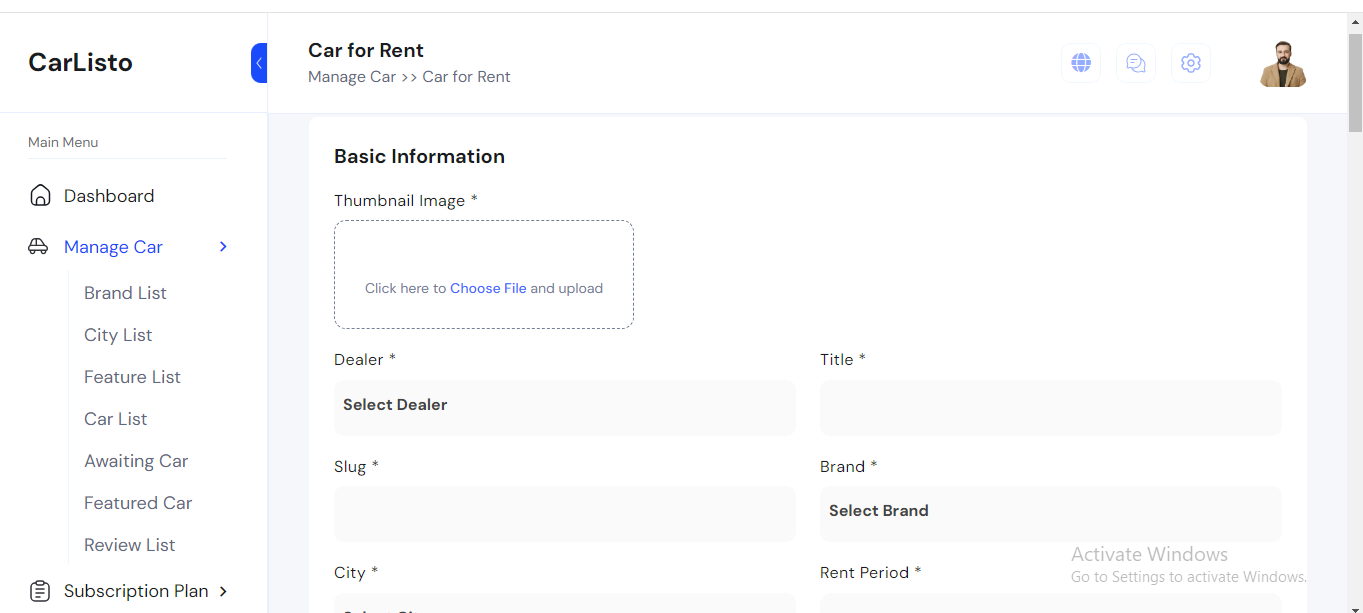 CarListo
Car for Rent
Manage Car >> Car for Rent
Main Menu
Dashboard
Manage Car
Brand List
City List
Feature List
Car List
Awaiting Car
Featured Car
Review List
Subscription Plan
Basic Information
Thumbnail Image *
Click here to Choose File and upload
Dealer *
Title *
Select Dealer
Slug *
Brand *
Select Brand
City *
Rent Period *
Activate Windows
Go to Settings to activate Windows.